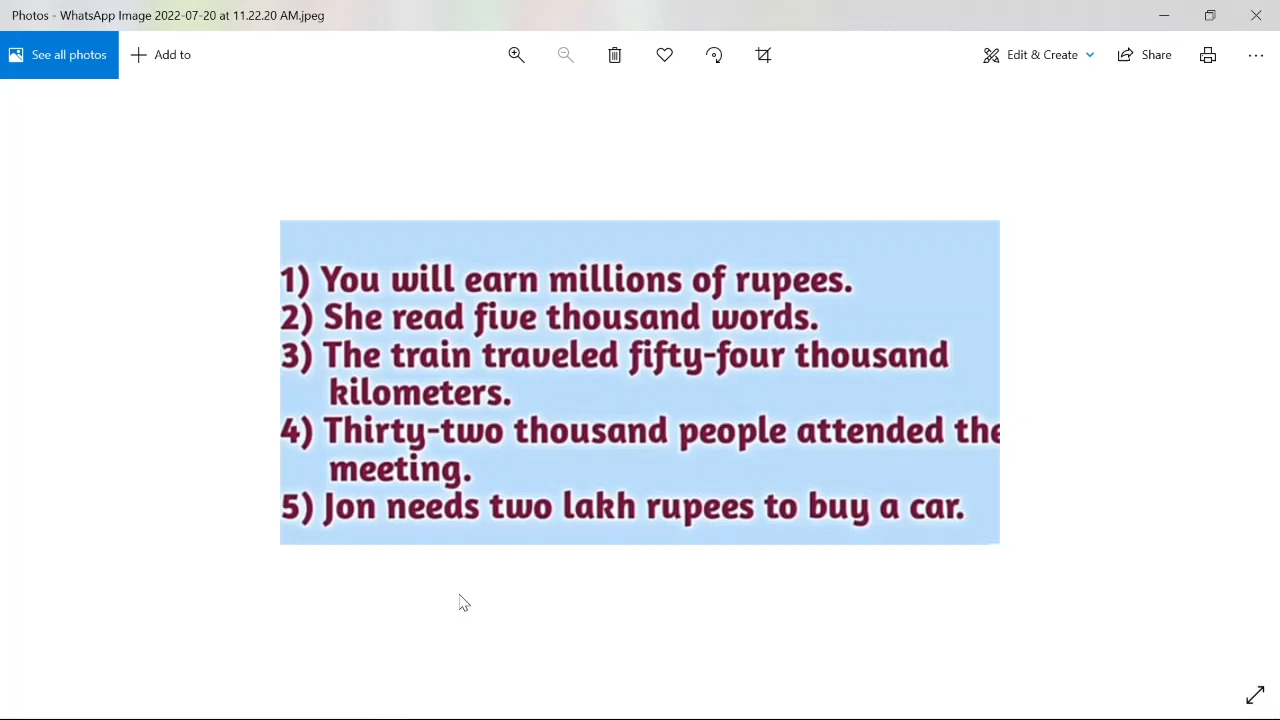 Photos - WhatsApp Image 2022-07-20 at 11.22.20 AM.jpeg
See all photos
Add to
Edit & Create
Share
1) You will earn millions of rupees.
2) She read five thousand words.
3) The train traveled fifty-four thousand
kilometers.
4) Thirty-two thousand people attended the
meeting.
5) Jon needs two lakh rupees to buy a car.